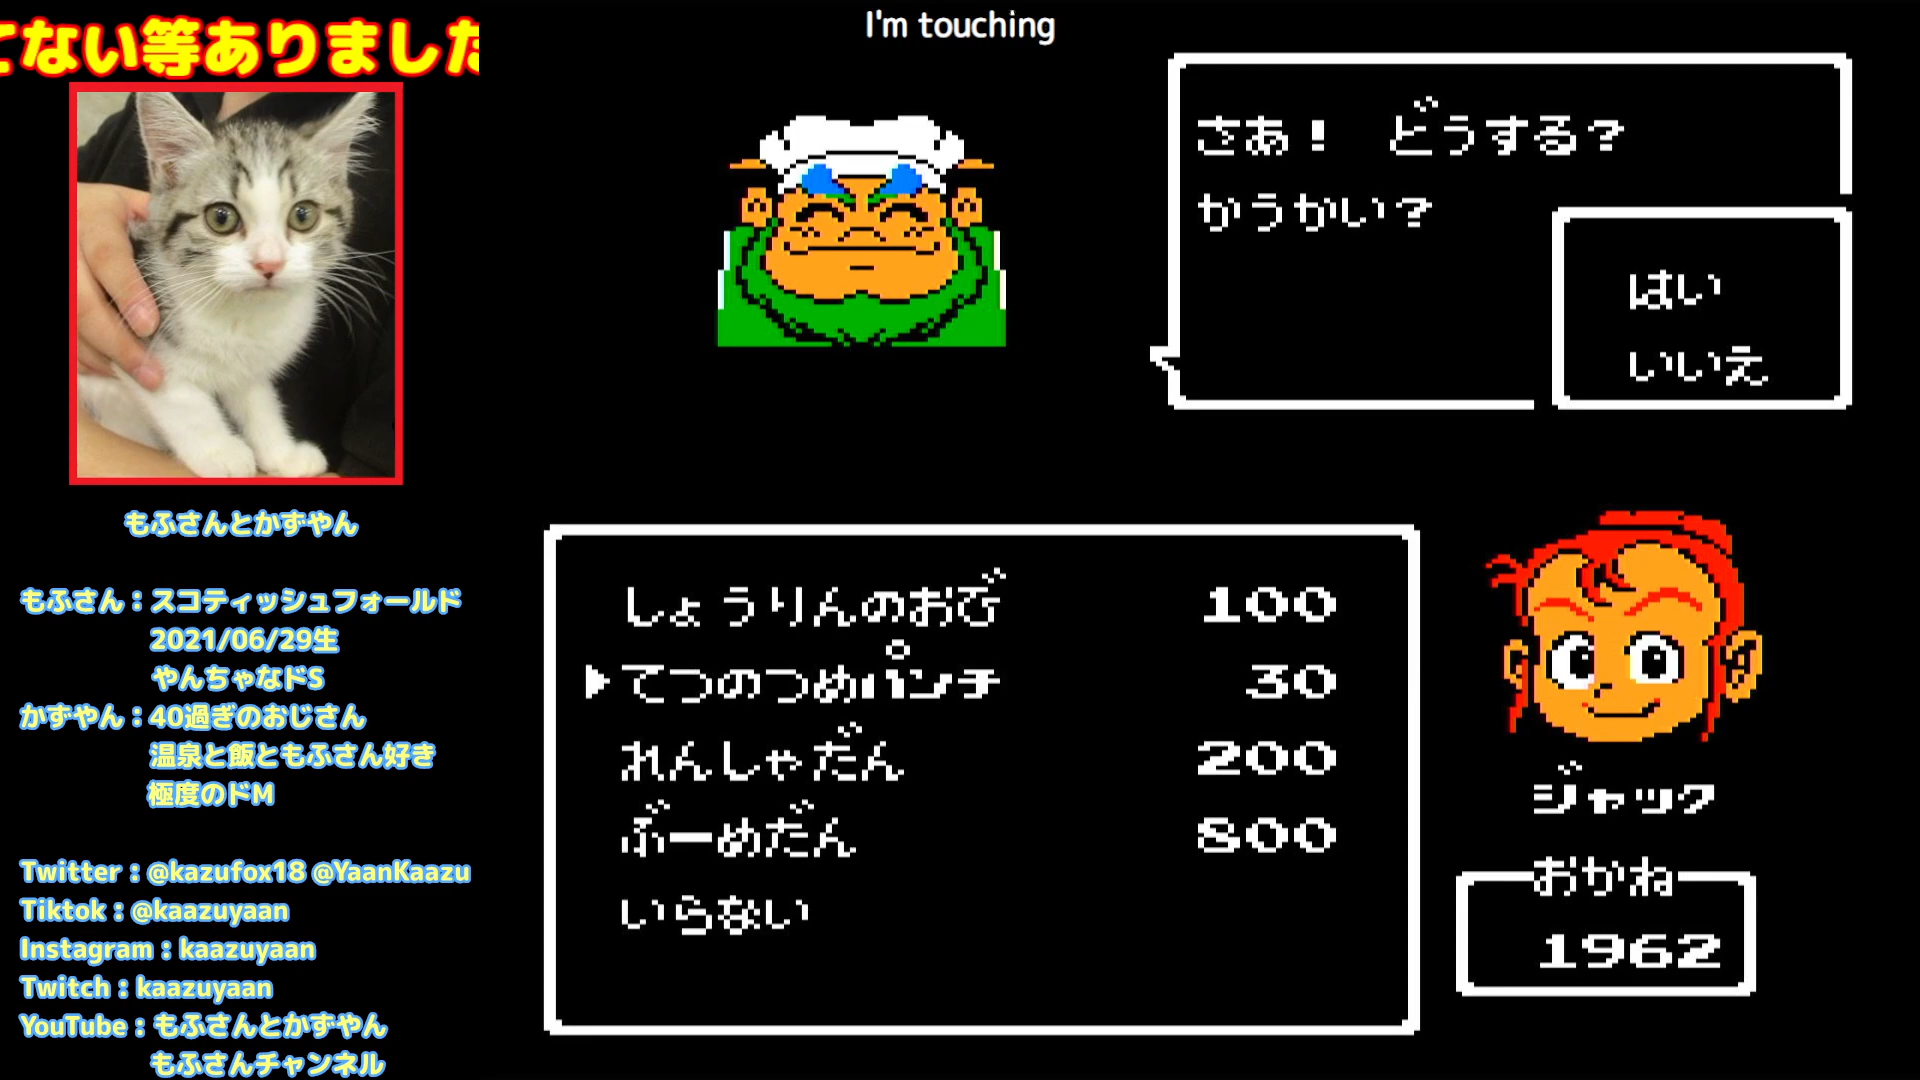 てない等ありました
I'm touching
さあ! どうする?
かうかい?
はい
いいえ
もふさんとかずやん
もふさん:スコティッシュフォールド
2021/06/29生
やんちゃなドS
かずやん:40過ぎのおじさん
温泉と飯ともふさん好き
極度のドM
Twitter:@kazufox18 @YaanKaazu
Tiktok:@kaazuyaan
Instagram:kaazuyaan
Twitch:kaazuyaan
YouTube:もふさんとかずやん
もふさんチャンネル
しょうりんのおび 100
てつのつめパンチ 30
れんしゃだん 200
ぶーめだん 800
いらない
ジャック
おかね
1962